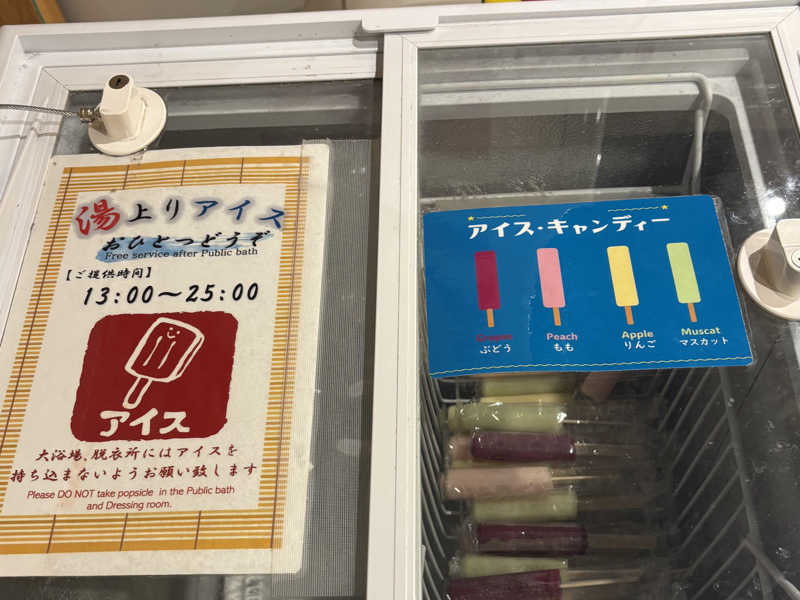 湯上りアイス
おひとつどうぞ
Free service after Public bath
【ご提供時間】
13:00～25:00
アイス
大浴場、脱衣所にはアイスを
持ち込まないようお願い致します
Please DO NOT take popsicle in the Public bath
and Dressing room.
アイス・キャンディー
Peach
Apple
Muscat
ぶどう
もも
りんご
マスカット